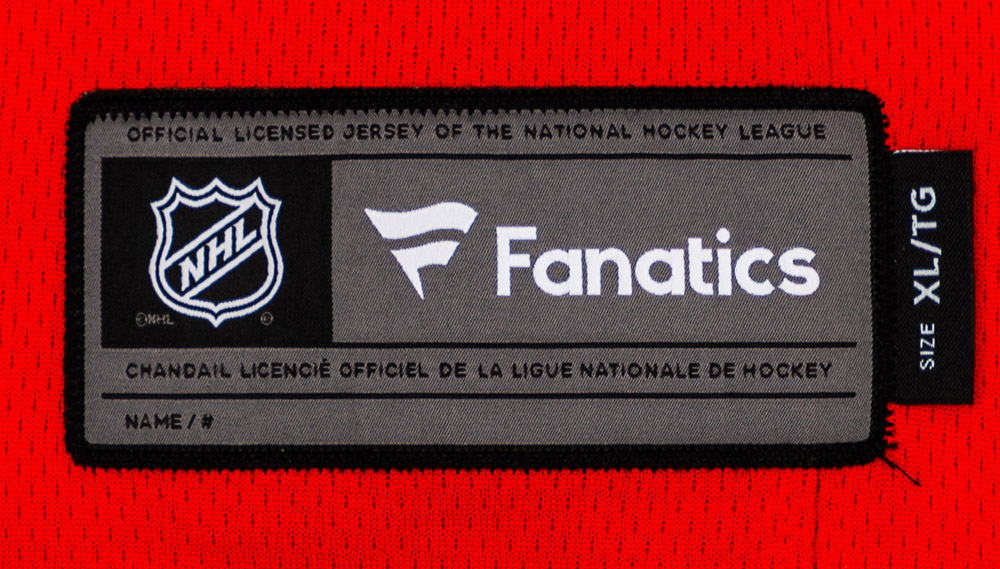 OFFICIAL LICENSED JERSEY OF THE NATIONAL HOCKEY LEAGUE
NHL
©NHL
®
Fanatics
CHANDAIL LICENCIÉ OFFICIEL DE LA LIGUE NATIONALE DE HOCKEY
NAME / #
SIZE XL/TG